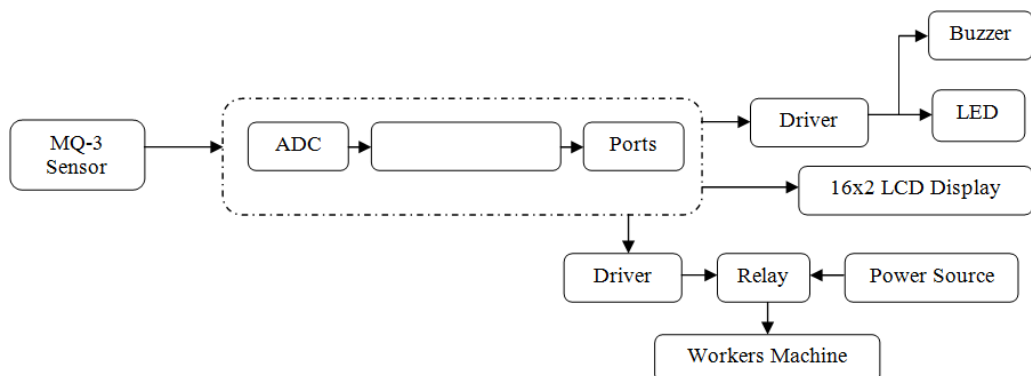 Buzzer
MQ-3
Sensor
ADC
Ports
Driver
LED
16x2 LCD Display
Driver
Relay
Power Source
Workers Machine